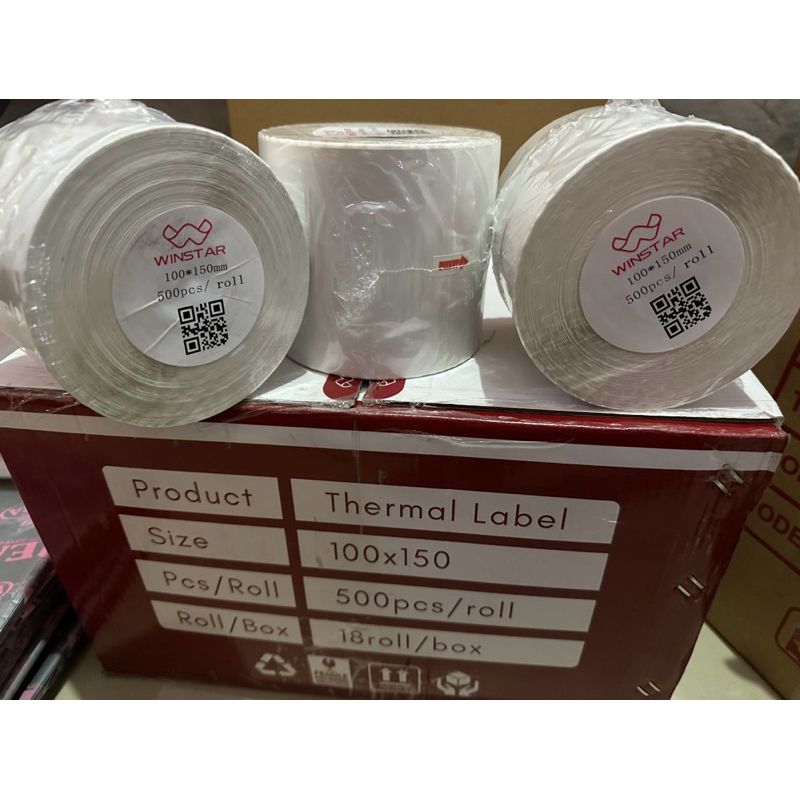 WINSTAR
100*150mm
500pcs/ roll
WINSTAR
100*150mm
500pcs/ roll
Product Thermal Label
Size 100x150
Pcs/Roll 500pcs/roll
Roll/Box 18roll/box
FRAGILE